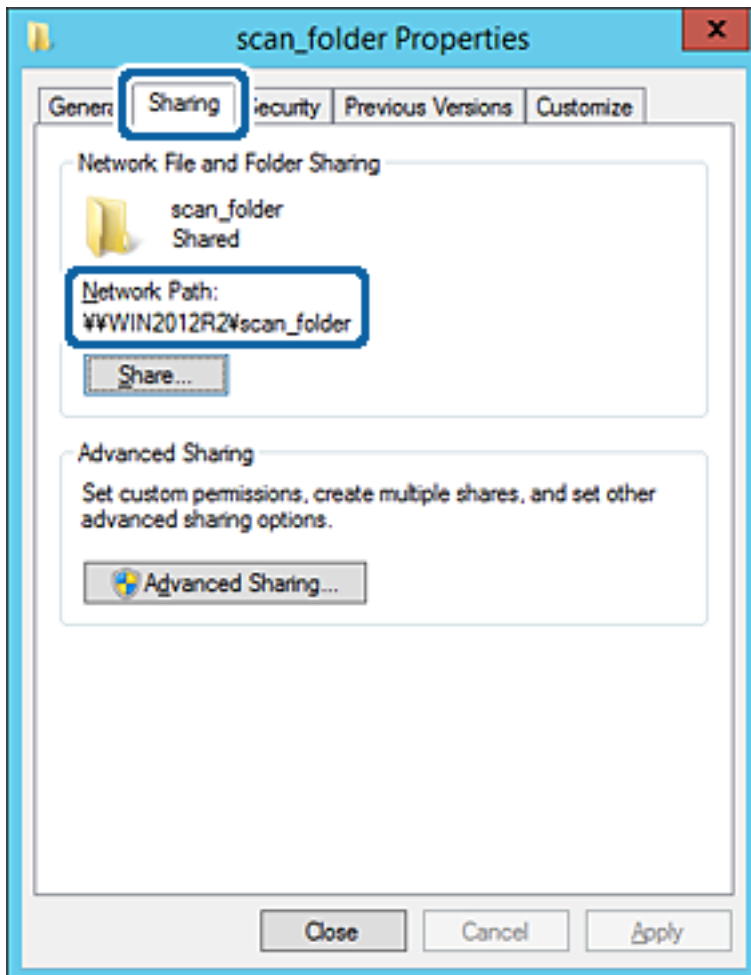 scan_folder Properties
x
Genera Sharing ecurity Previous Versions Customize
Network File and Folder Sharing
scan_folder
Shared
Network Path:
¥¥WIN2012R2¥scan_folder
Share...
Advanced Sharing
Set custom permissions, create multiple shares, and set other
advanced sharing options.
Advanced Sharing...
Close Cancel Apply